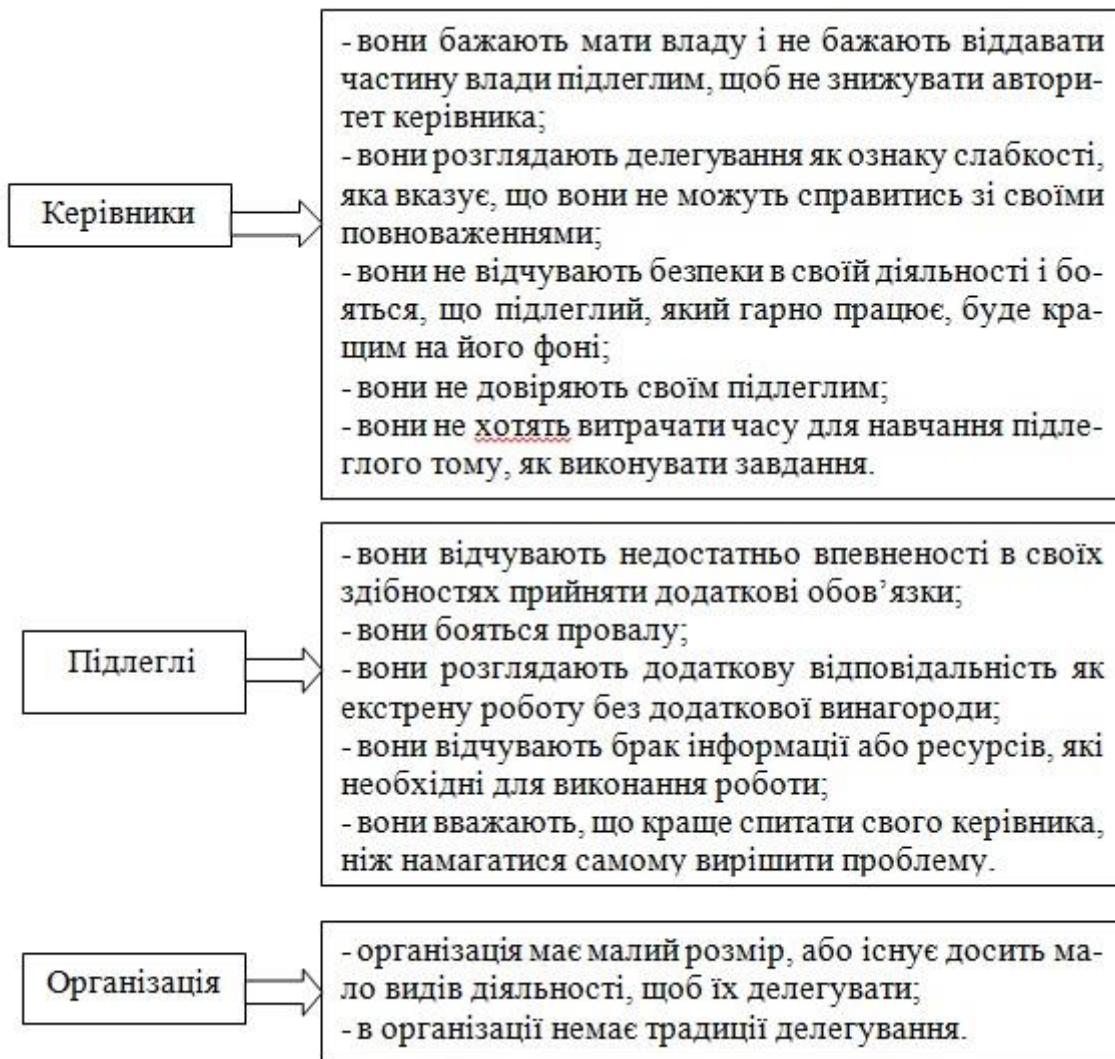 Керівники
- вони бажають мати владу і не бажають віддавати
частину влади підлеглим, щоб не знижувати автори-
тет керівника;
- вони розглядають делегування як ознаку слабкості,
яка вказує, що вони не можуть справитись зі своїми
повноваженнями;
- вони не відчувають безпеки в своїй діяльності і бо-
яться, що підлеглий, який гарно працює, буде кра-
щим на його фоні;
- вони не довіряють своїм підлеглим;
- вони не хотять витрачати часу для навчання підле-
глого тому, як виконувати завдання.
Підлеглі
- вони відчувають недостатньо впевненості в своїх
здібностях прийняти додаткові обов’язки;
- вони бояться провалу;
- вони розглядають додаткову відповідальність як
екстрену роботу без додаткової винагороди;
- вони відчувають брак інформації або ресурсів, які
необхідні для виконання роботи;
- вони вважають, що краще спитати свого керівника,
ніж намагатися самому вирішити проблему.
Організація
- організація має малий розмір, або існує досить ма-
ло видів діяльності, щоб їх делегувати;
- в організації немає традиції делегування.